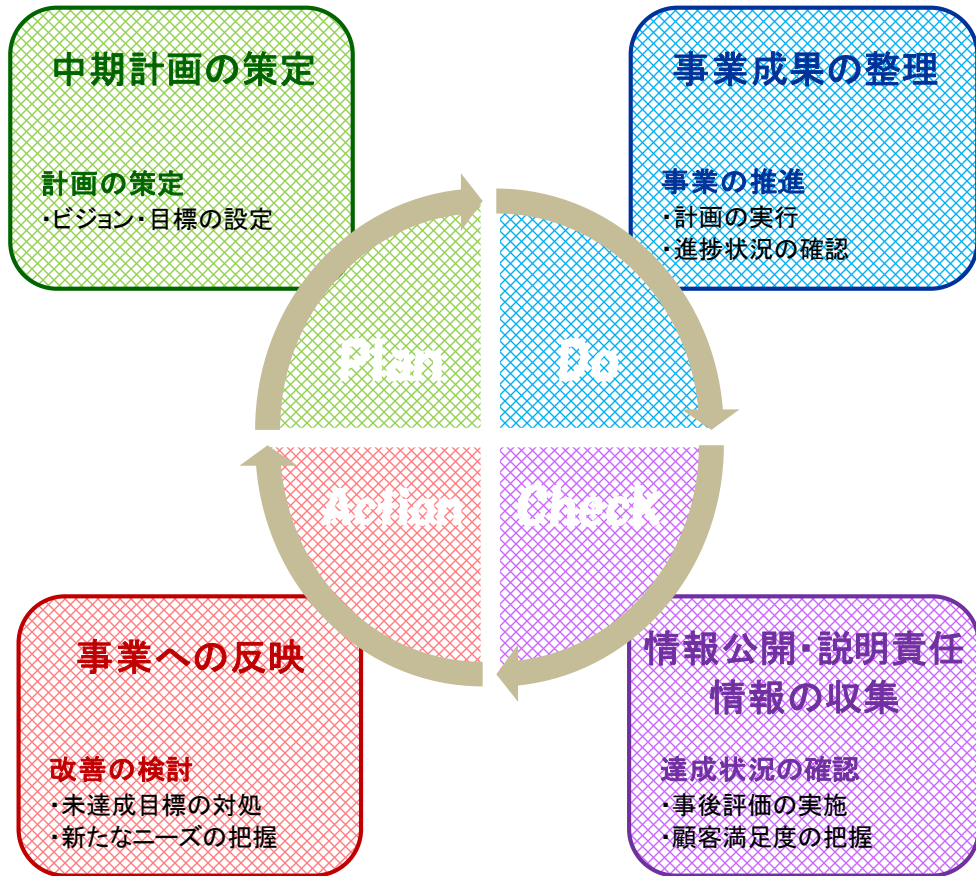 中期計画の策定
計画の策定
・ビジョン・目標の設定
事業成果の整理
事業の推進
・計画の実行
・進捗状況の確認
Plan
Do
Action
Check
事業への反映
改善の検討
・未達成目標の対処
・新たなニーズの把握
情報公開・説明責任
情報の収集
達成状況の確認
・事後評価の実施
・顧客満足度の把握